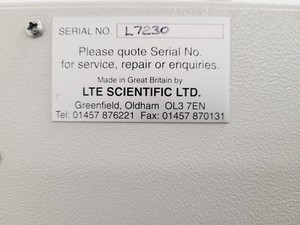 SERIAL NO. L7230
Please quote Serial No.
for service, repair or enquiries.
Made in Great Britain by
LTE SCIENTIFIC LTD.
Greenfield, Oldham OL3 7EN
Tel: 01457 876221 Fax: 01457 870131